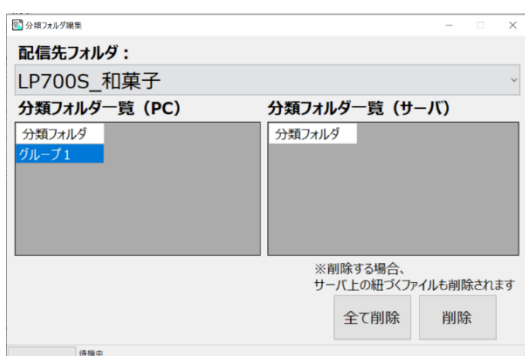 分類フォルダ編集
配信先フォルダ：
LP700S_和菓子
分類フォルダ一覧（PC）
分類フォルダ一覧（サーバ）
分類フォルダ
グループ1
分類フォルダ
※削除する場合、
サーバ上の紐づくファイルも削除されます
全て削除
削除